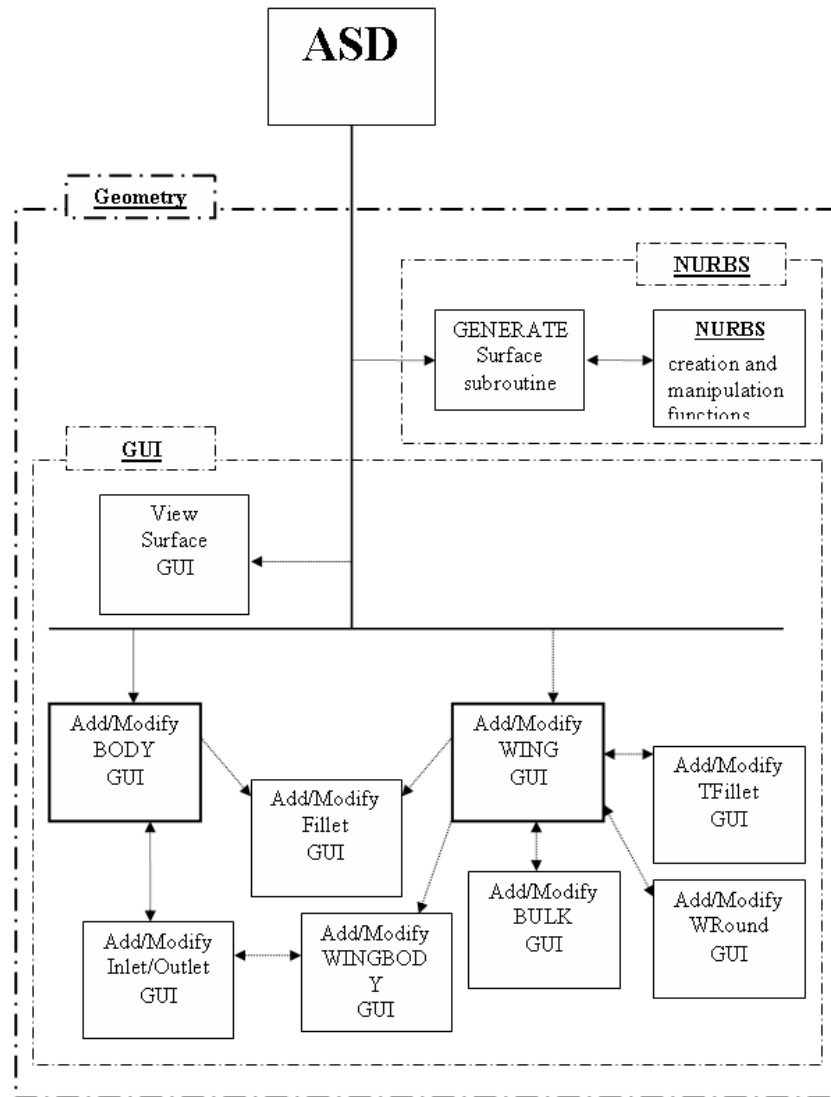 ASD
Geometry
NURBS
GENERATE
Surface
subroutine
NURBS
creation and
manipulation
functions
GUI
View
Surface
GUI
Add/Modify
BODY
GUI
Add/Modify
WING
GUI
Add/Modify
Fillet
GUI
Add/Modify
TFillet
GUI
Add/Modify
Inlet/Outlet
GUI
Add/Modify
WINGBOD
Y
GUI
Add/Modify
BULK
GUI
Add/Modify
WRound
GUI